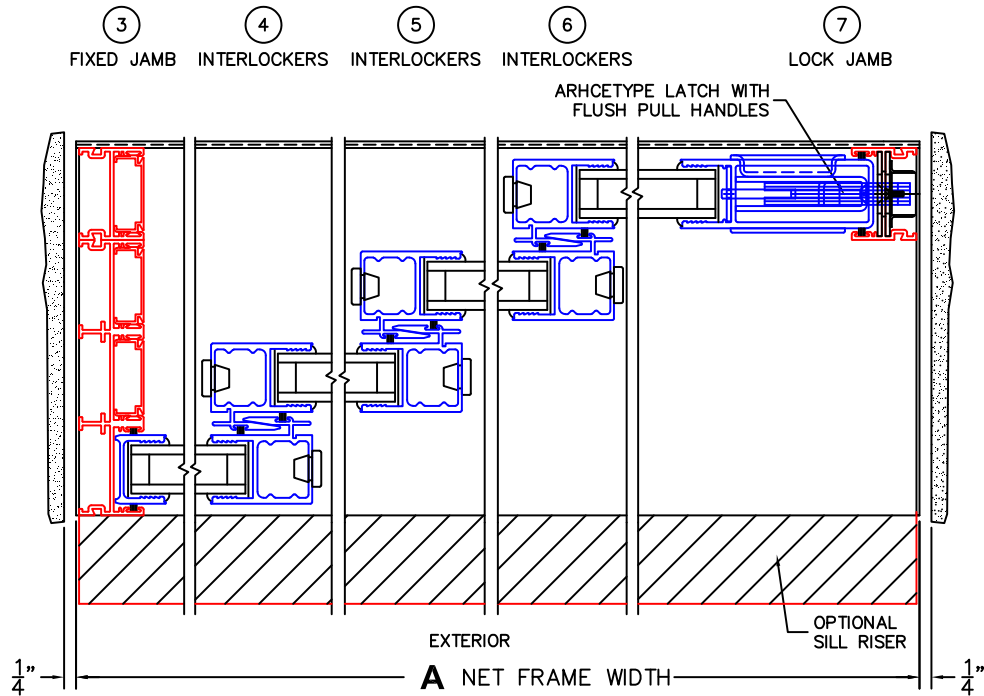 3 4 5 6 7
FIXED JAMB INTERLOCKERS INTERLOCKERS INTERLOCKERS LOCK JAMB
ARHCETYPE LATCH WITH
FLUSH PULL HANDLES
OPTIONAL
SILL RISER
EXTERIOR
1/4" A NET FRAME WIDTH 1/4"